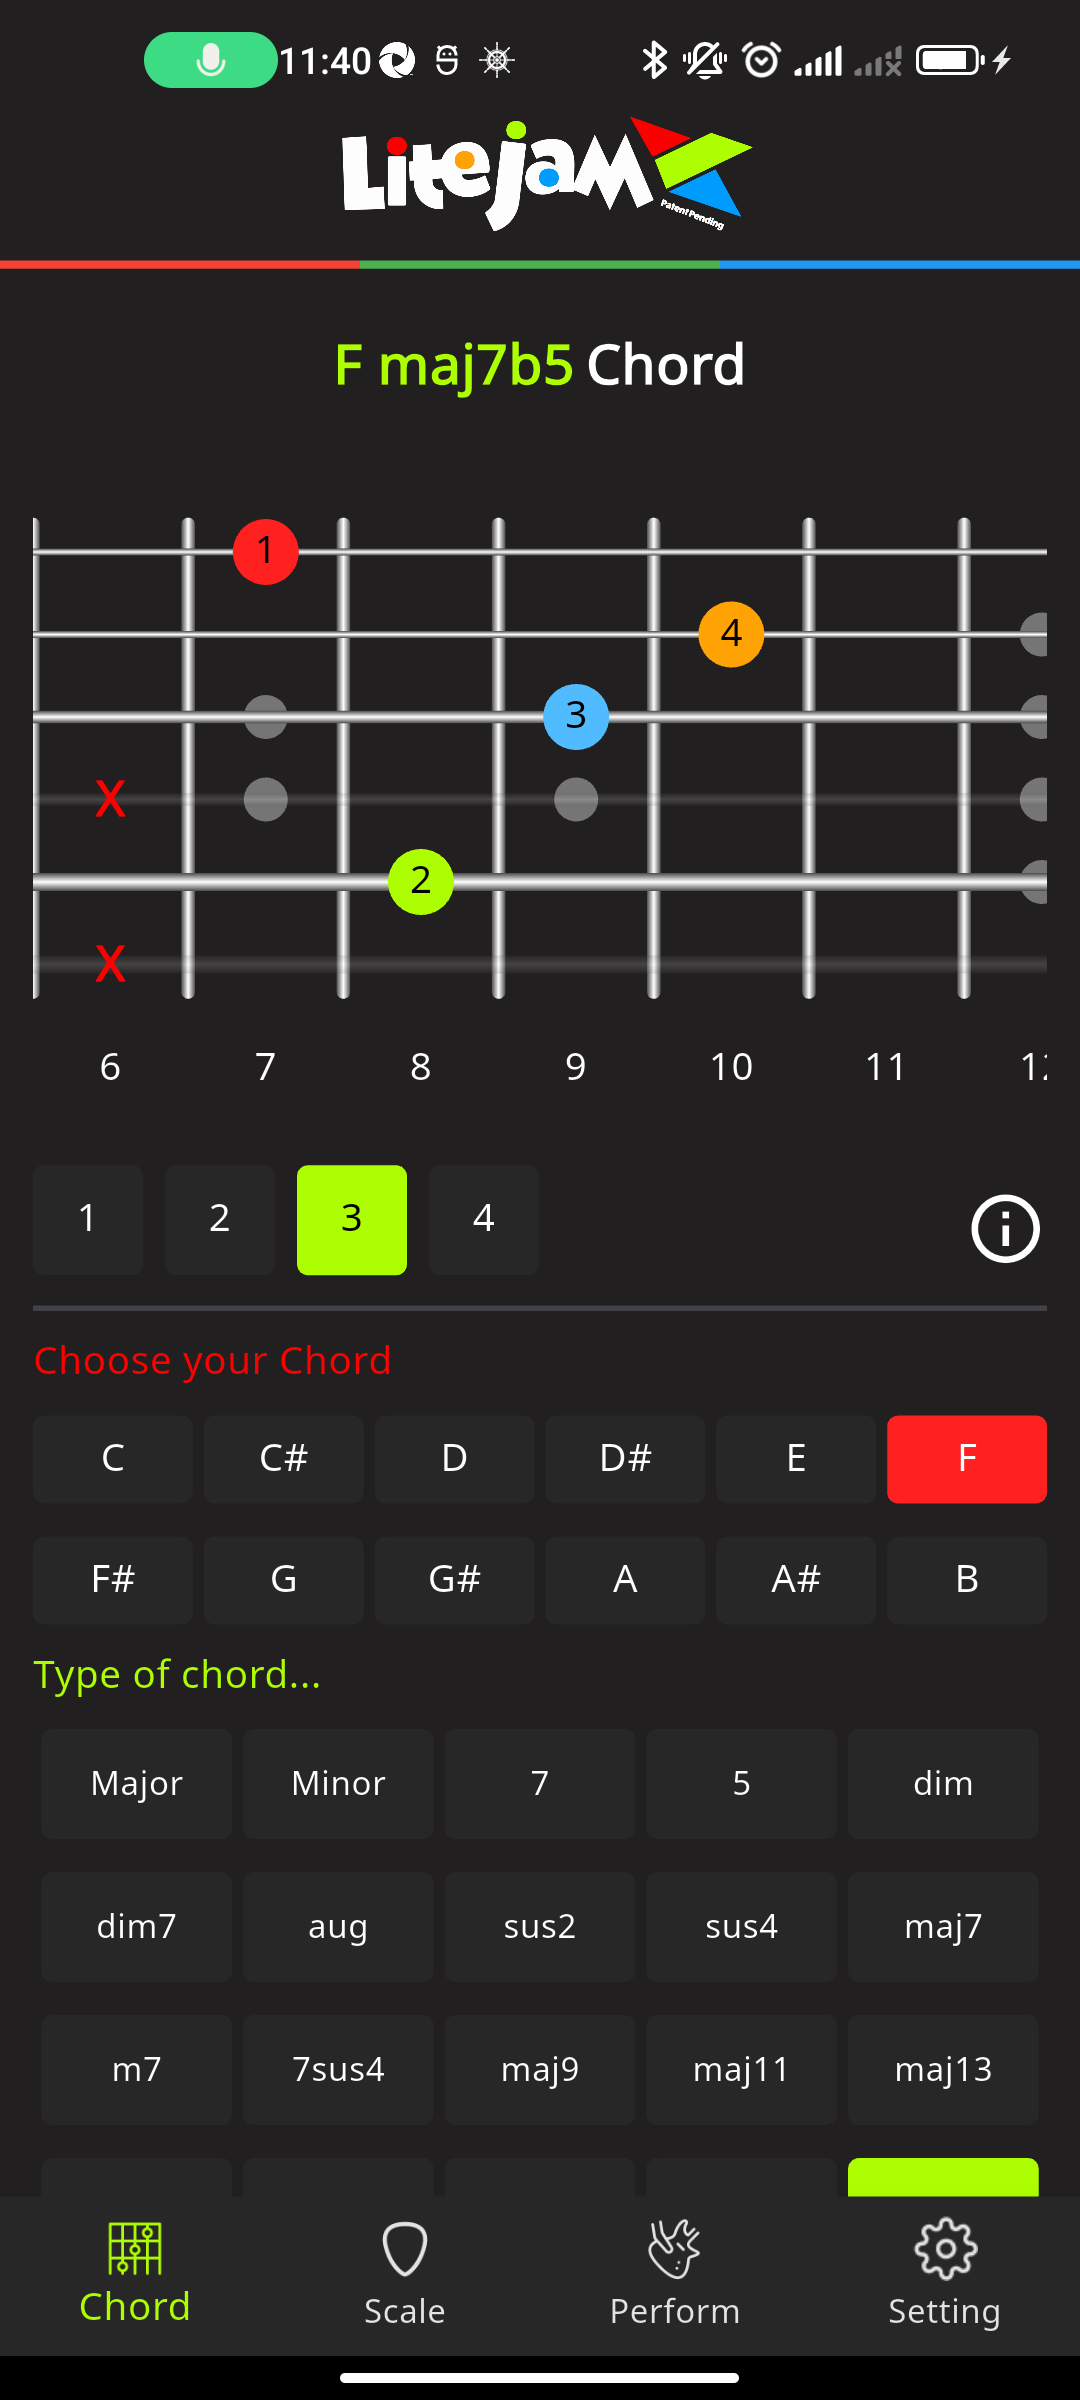 11:40
Litejam
Patent Pending
F maj7b5 Chord
1
4
3
X
2
X
6 7 8 9 10 11
1 2 3 4
Choose your Chord
C C# D D# E F
F# G G# A A# B
Type of chord...
Major Minor 7 5 dim
dim7 aug sus2 sus4 maj7
m7 7sus4 maj9 maj11 maj13
Chord Scale Perform Setting